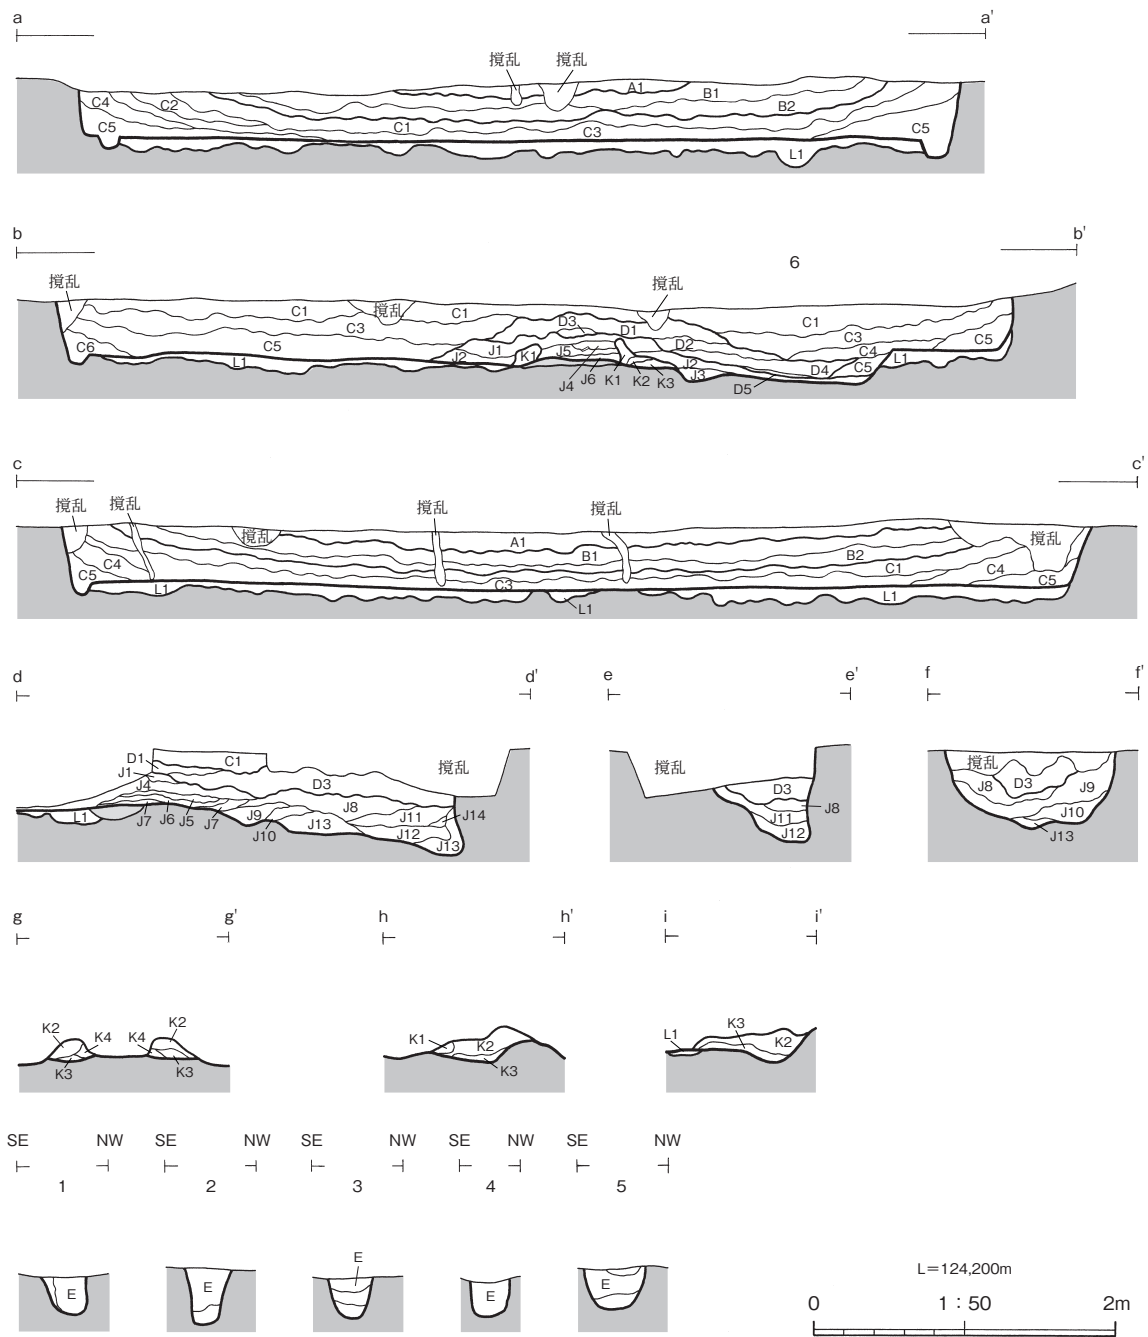 a a'
撹乱 撹乱
A1
B1
C4 C2 B2
C5 C1 C3 C5
L1
b b'
6
撹乱 撹乱 撹乱
C1 C1 D3 D1 C1
C3 C3
C6 C5 J1 J5 D2 C4 C5
L1 J2 K1 J2 D4 C5 L1
J4 J6 K1 K2 K3 J3 D5
c c'
撹乱 撹乱 撹乱 撹乱 撹乱 撹乱
A1
B1 B2
C4 C1 C4
C5 C3 C5
L1 L1 L1
d d' e e' f f'
D1 C1 撹乱 撹乱 撹乱
J1 D3 D3 D3
J4 J8 J8 J8 J9
L1 J7 J6 J5 J7 J9 J11 J14 J11 J10
J10 J13 J12 J13 J12 J13
g g' h h' i i'
K2 K4 K4 K2 K1 K2 L1 K3 K2
K3 K3 K3
SE NW SE NW SE NW SE NW SE NW
1 2 3 4 5
E E E E E
L＝124,200m
0 1：50 2m